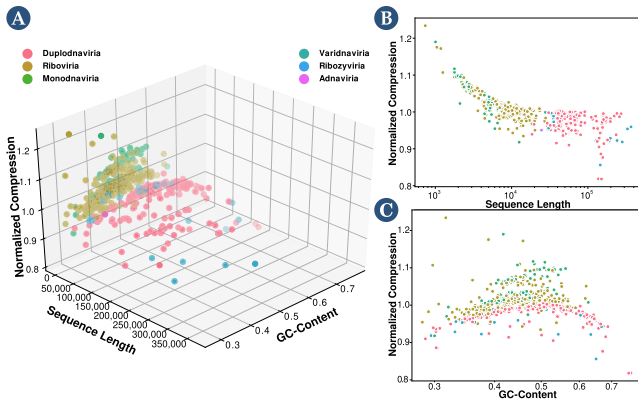 A
Duplodnaviria
Riboviria
Monodnaviria
Varidnaviria
Ribozyviria
Adnaviria
Normalized Compression
1.2
1.1
1.0
0.9
0.8
0
50,000
100,000
150,000
200,000
250,000
300,000
350,000
Sequence Length
0.3
0.4
0.5
0.6
0.7
GC-Content
B
Normalized Compression
1.2
1.1
1.0
0.9
0.8
10³
10⁴
10⁵
Sequence Length
C
Normalized Compression
1.2
1.1
1.0
0.9
0.8
0.3
0.4
0.5
0.6
0.7
GC-Content